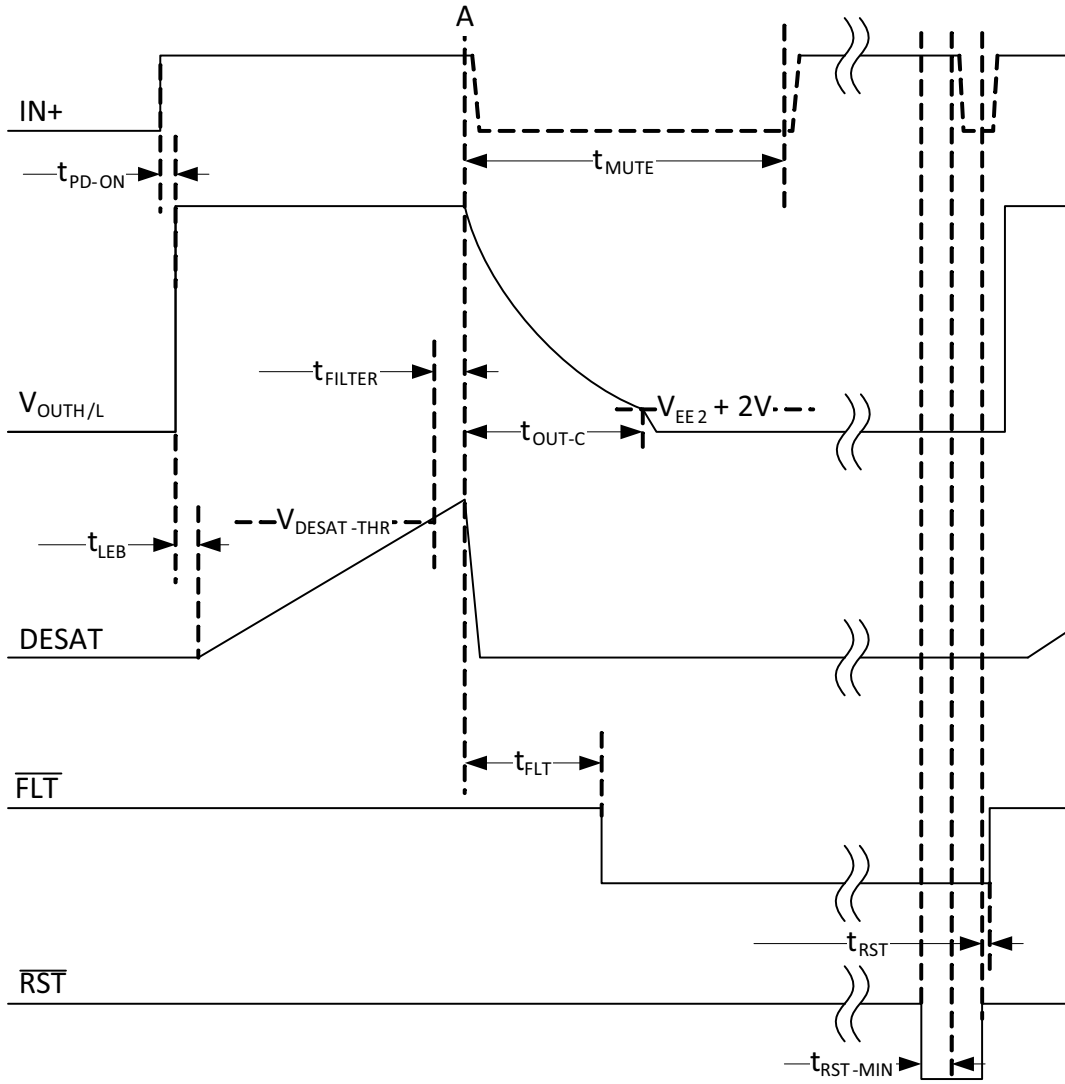 A
IN+
tPD-ON
tMUTE
tFILTER
VOUTH/L
VEE2 + 2V
tOUT-C
VDESAT-THR
tLEB
DESAT
tFLT
FLT
tRST
RST
tRST-MIN